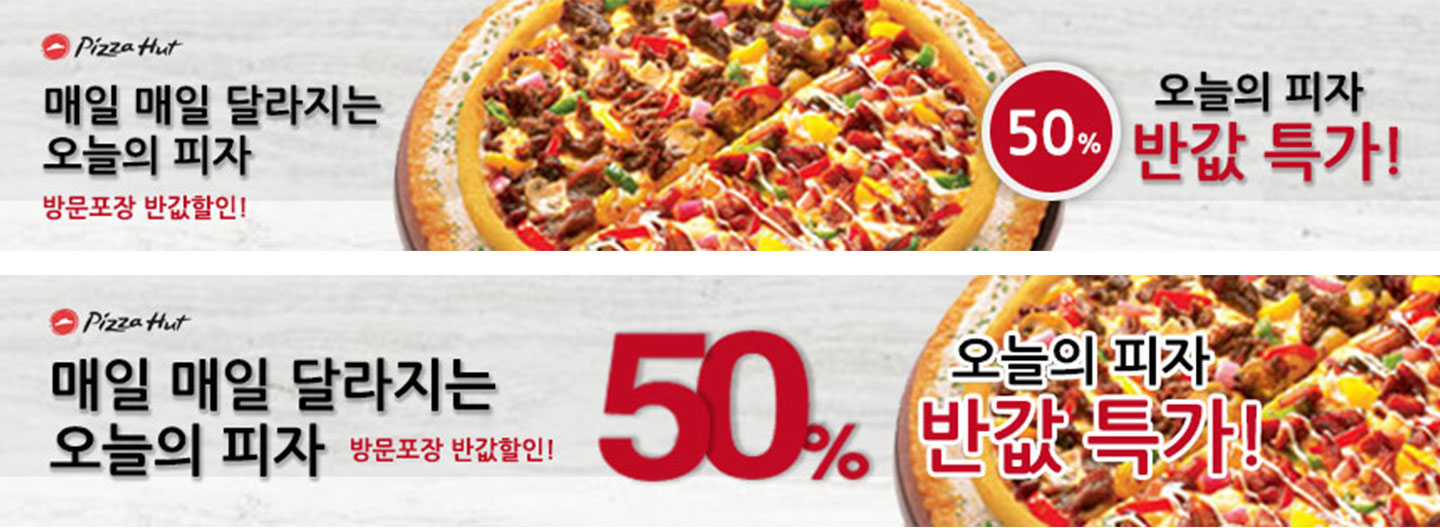 Pizza Hut
매일 매일 달라지는
오늘의 피자
방문포장 반값할인!
50%
오늘의 피자
반값 특가!
Pizza Hut
매일 매일 달라지는
오늘의 피자 방문포장 반값할인!
50%
오늘의 피자
반값 특가!